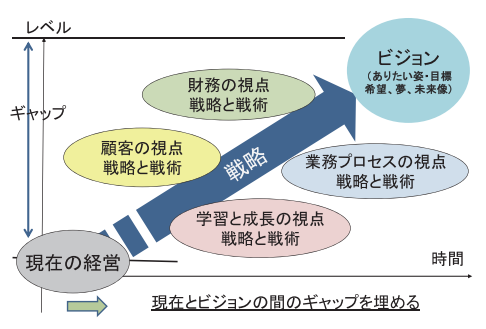 レベル
ビジョン
（ありたい姿・目標
希望、夢、未来像）
財務の視点
戦略と戦術
ギャップ
顧客の視点
戦略と戦術
戦略
業務プロセスの視点
戦略と戦術
学習と成長の視点
戦略と戦術
現在の経営
時間
現在とビジョンの間のギャップを埋める